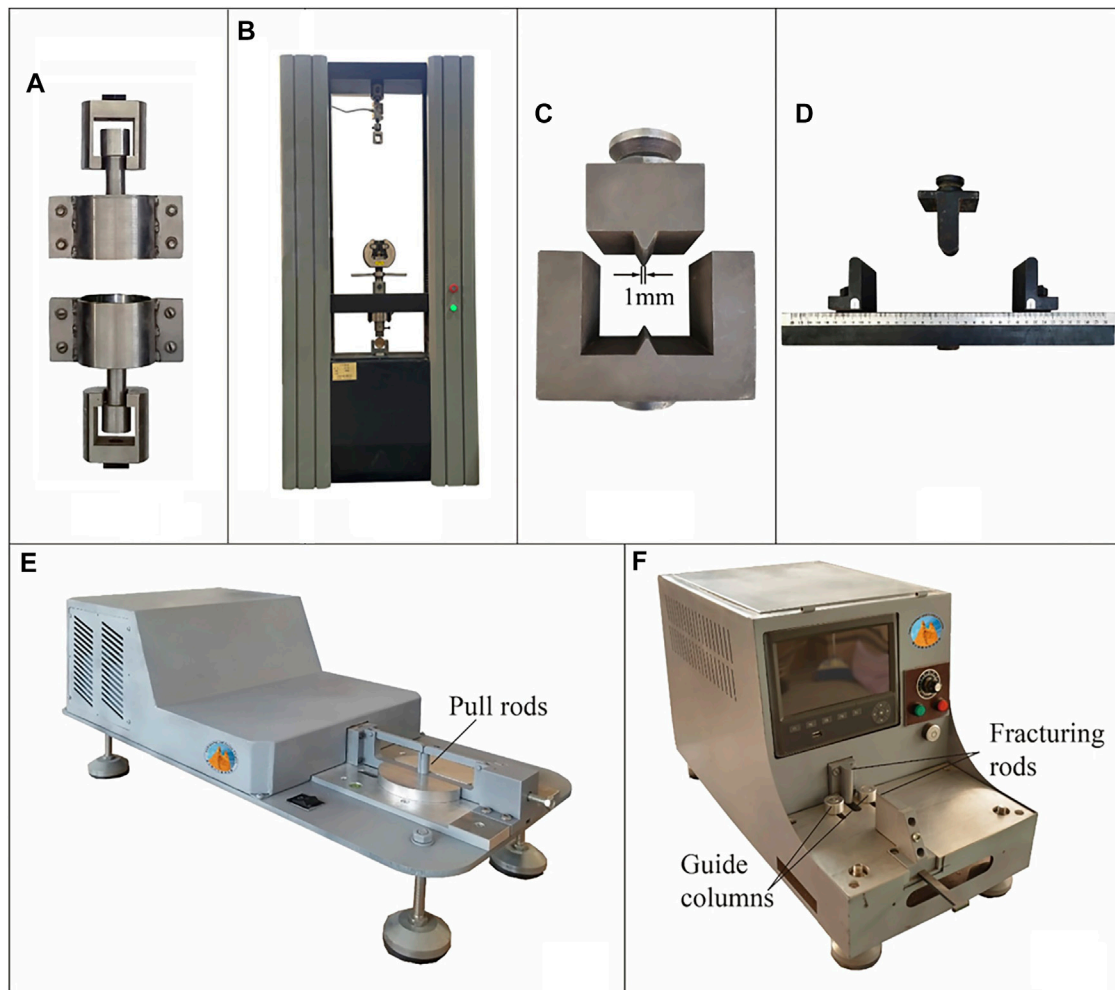 A
B
C
D
1mm
E
Pull rods
F
Fracturing
rods
Guide
columns